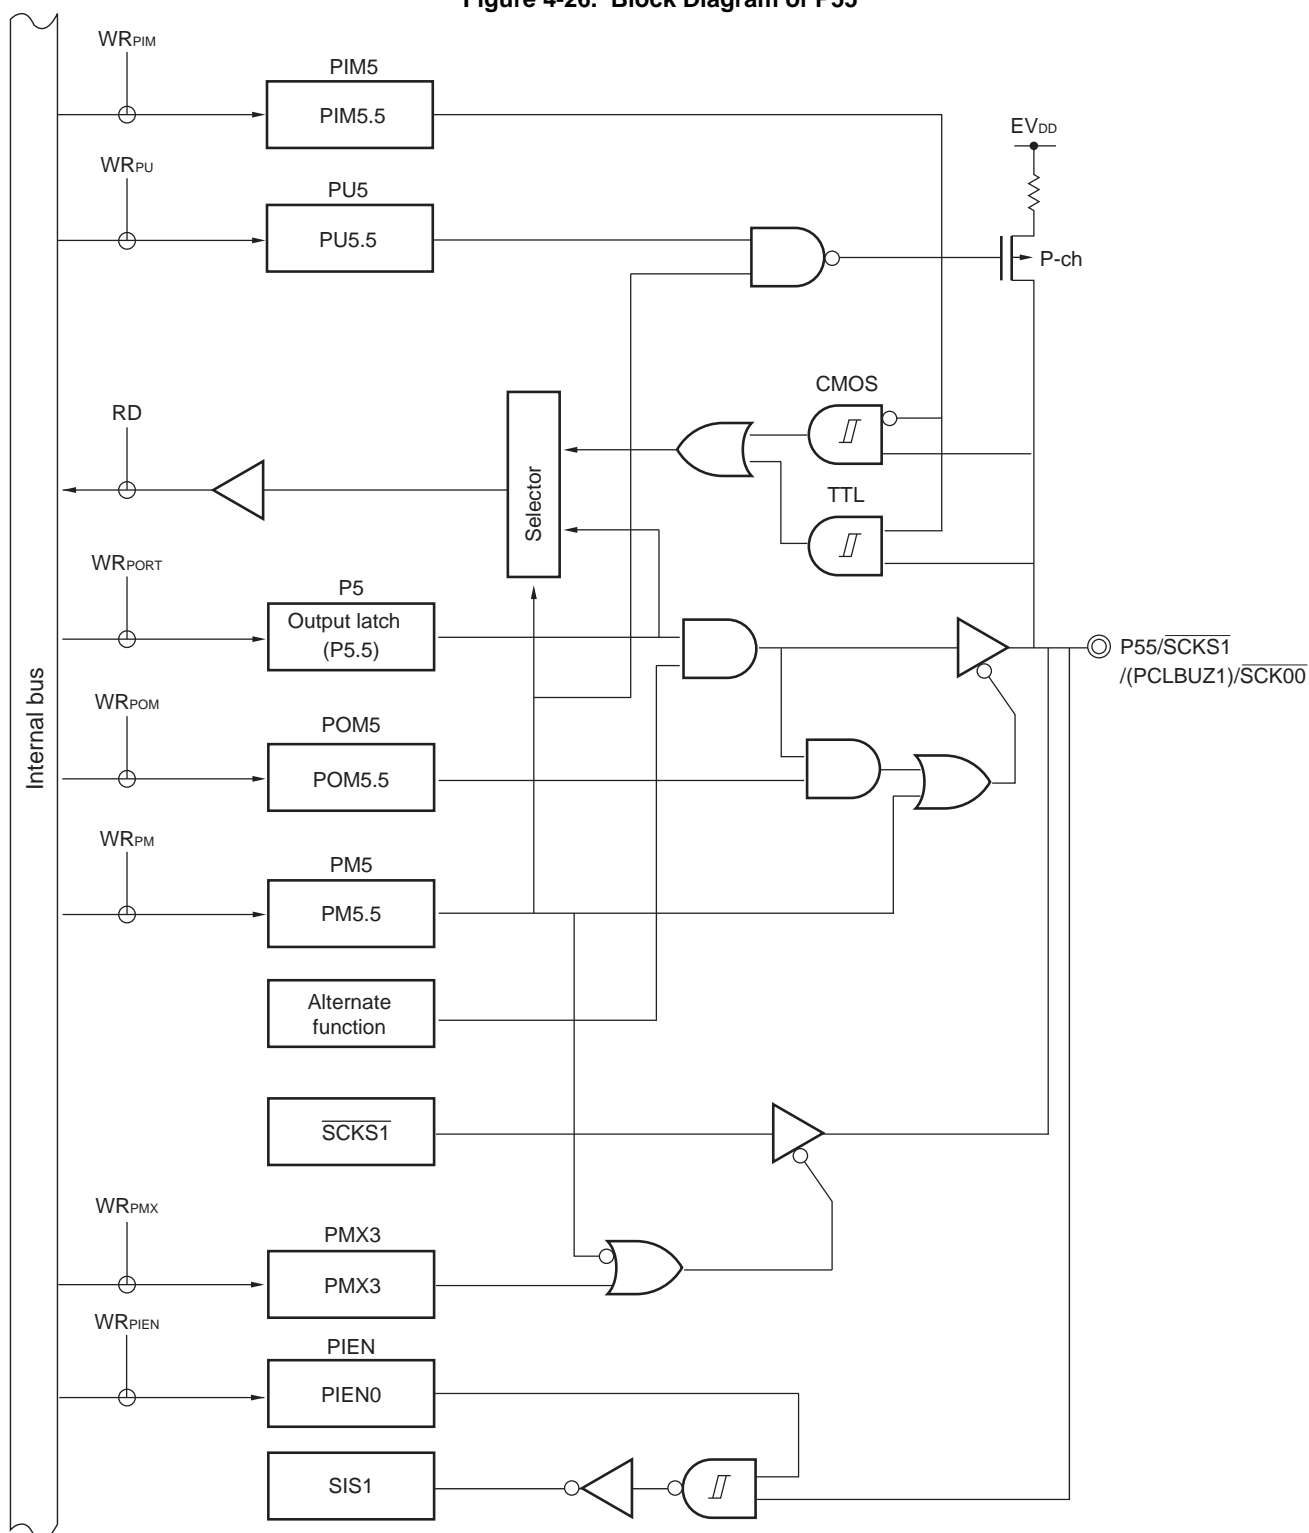 Figure 4-26. Block Diagram of P55
WRPIM
PIM5
PIM5.5
EVDD
WRPU
PU5
PU5.5
P-ch
CMOS
RD
Selector
TTL
WRPORT
P5
Output latch
(P5.5)
P55/SCKS1
/(PCLBUZ1)/SCK00
WRPOM
POM5
POM5.5
Internal bus
WRPM
PM5
PM5.5
Alternate
function
SCKS1
WRPMX
PMX3
PMX3
WRPIEN
PIEN
PIEN0
SIS1